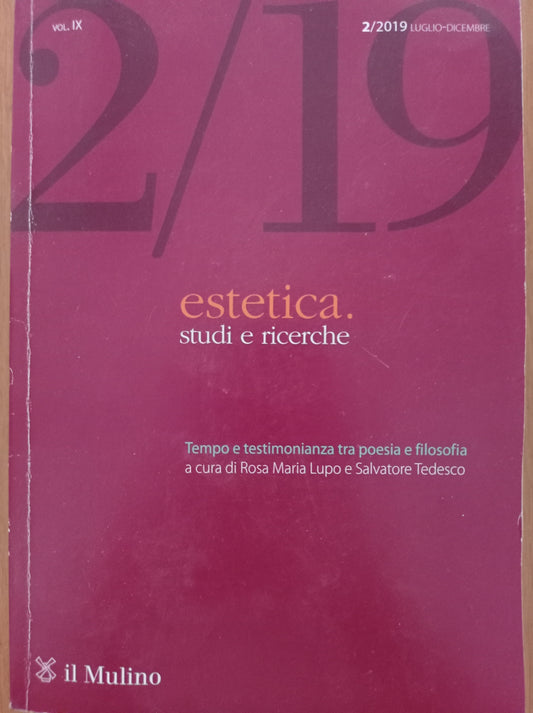 VOL. IX
2/2019 LUGLIO-DICEMBRE
2/19
estetica.
studi e ricerche
Tempo e testimonianza tra poesia e filosofia
a cura di Rosa Maria Lupo e Salvatore Tedesco
il Mulino